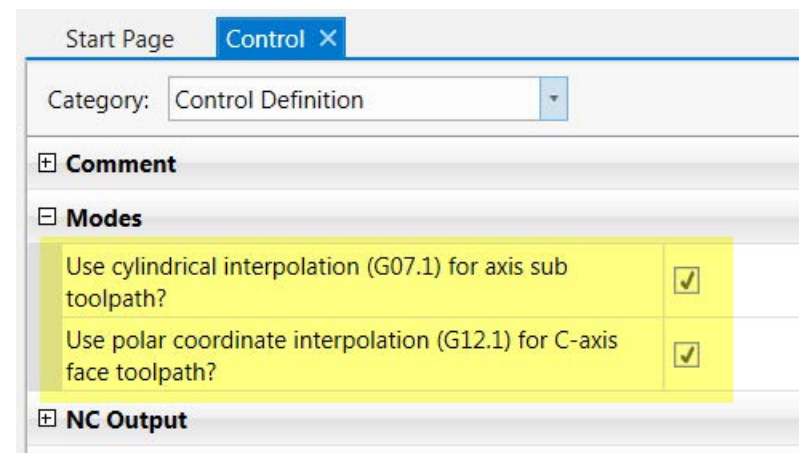 Start Page Control
Category: Control Definition
Comment
Modes
Use cylindrical interpolation (G07.1) for axis sub
toolpath?
Use polar coordinate interpolation (G12.1) for C-axis
face toolpath?
NC Output